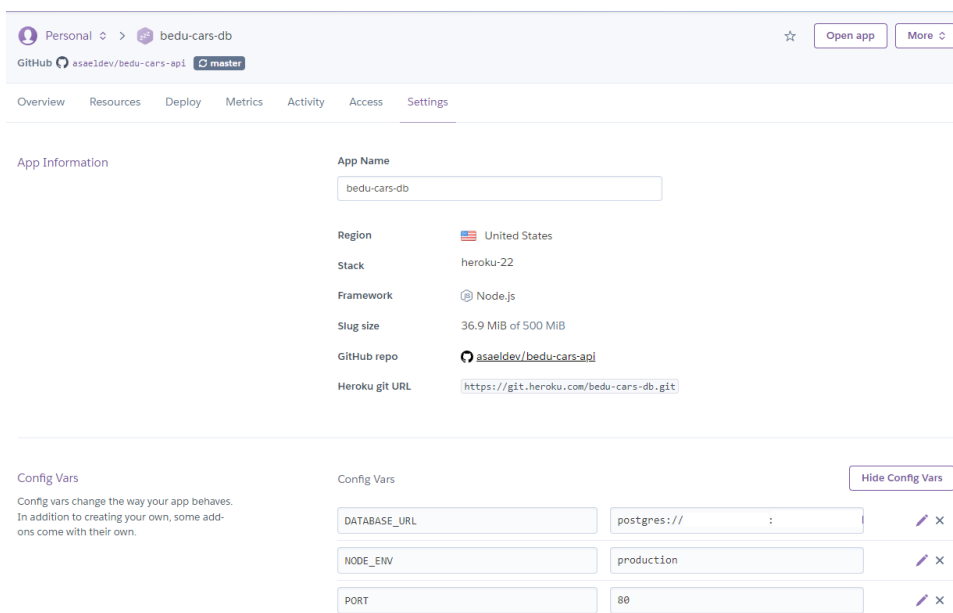 Personal > bedu-cars-db
Open app
More
GitHub asaeldev/bedu-cars-api master
Overview Resources Deploy Metrics Activity Access Settings
App Information
App Name
bedu-cars-db
Region United States
Stack heroku-22
Framework Node.js
Slug size 36.9 MiB of 500 MiB
GitHub repo asaeldev/bedu-cars-api
Heroku git URL https://git.heroku.com/bedu-cars-db.git
Config Vars
Config vars change the way your app behaves.
In addition to creating your own, some add-
ons come with their own.
Config Vars
Hide Config Vars
DATABASE_URL postgres:// :
NODE_ENV production
PORT 80